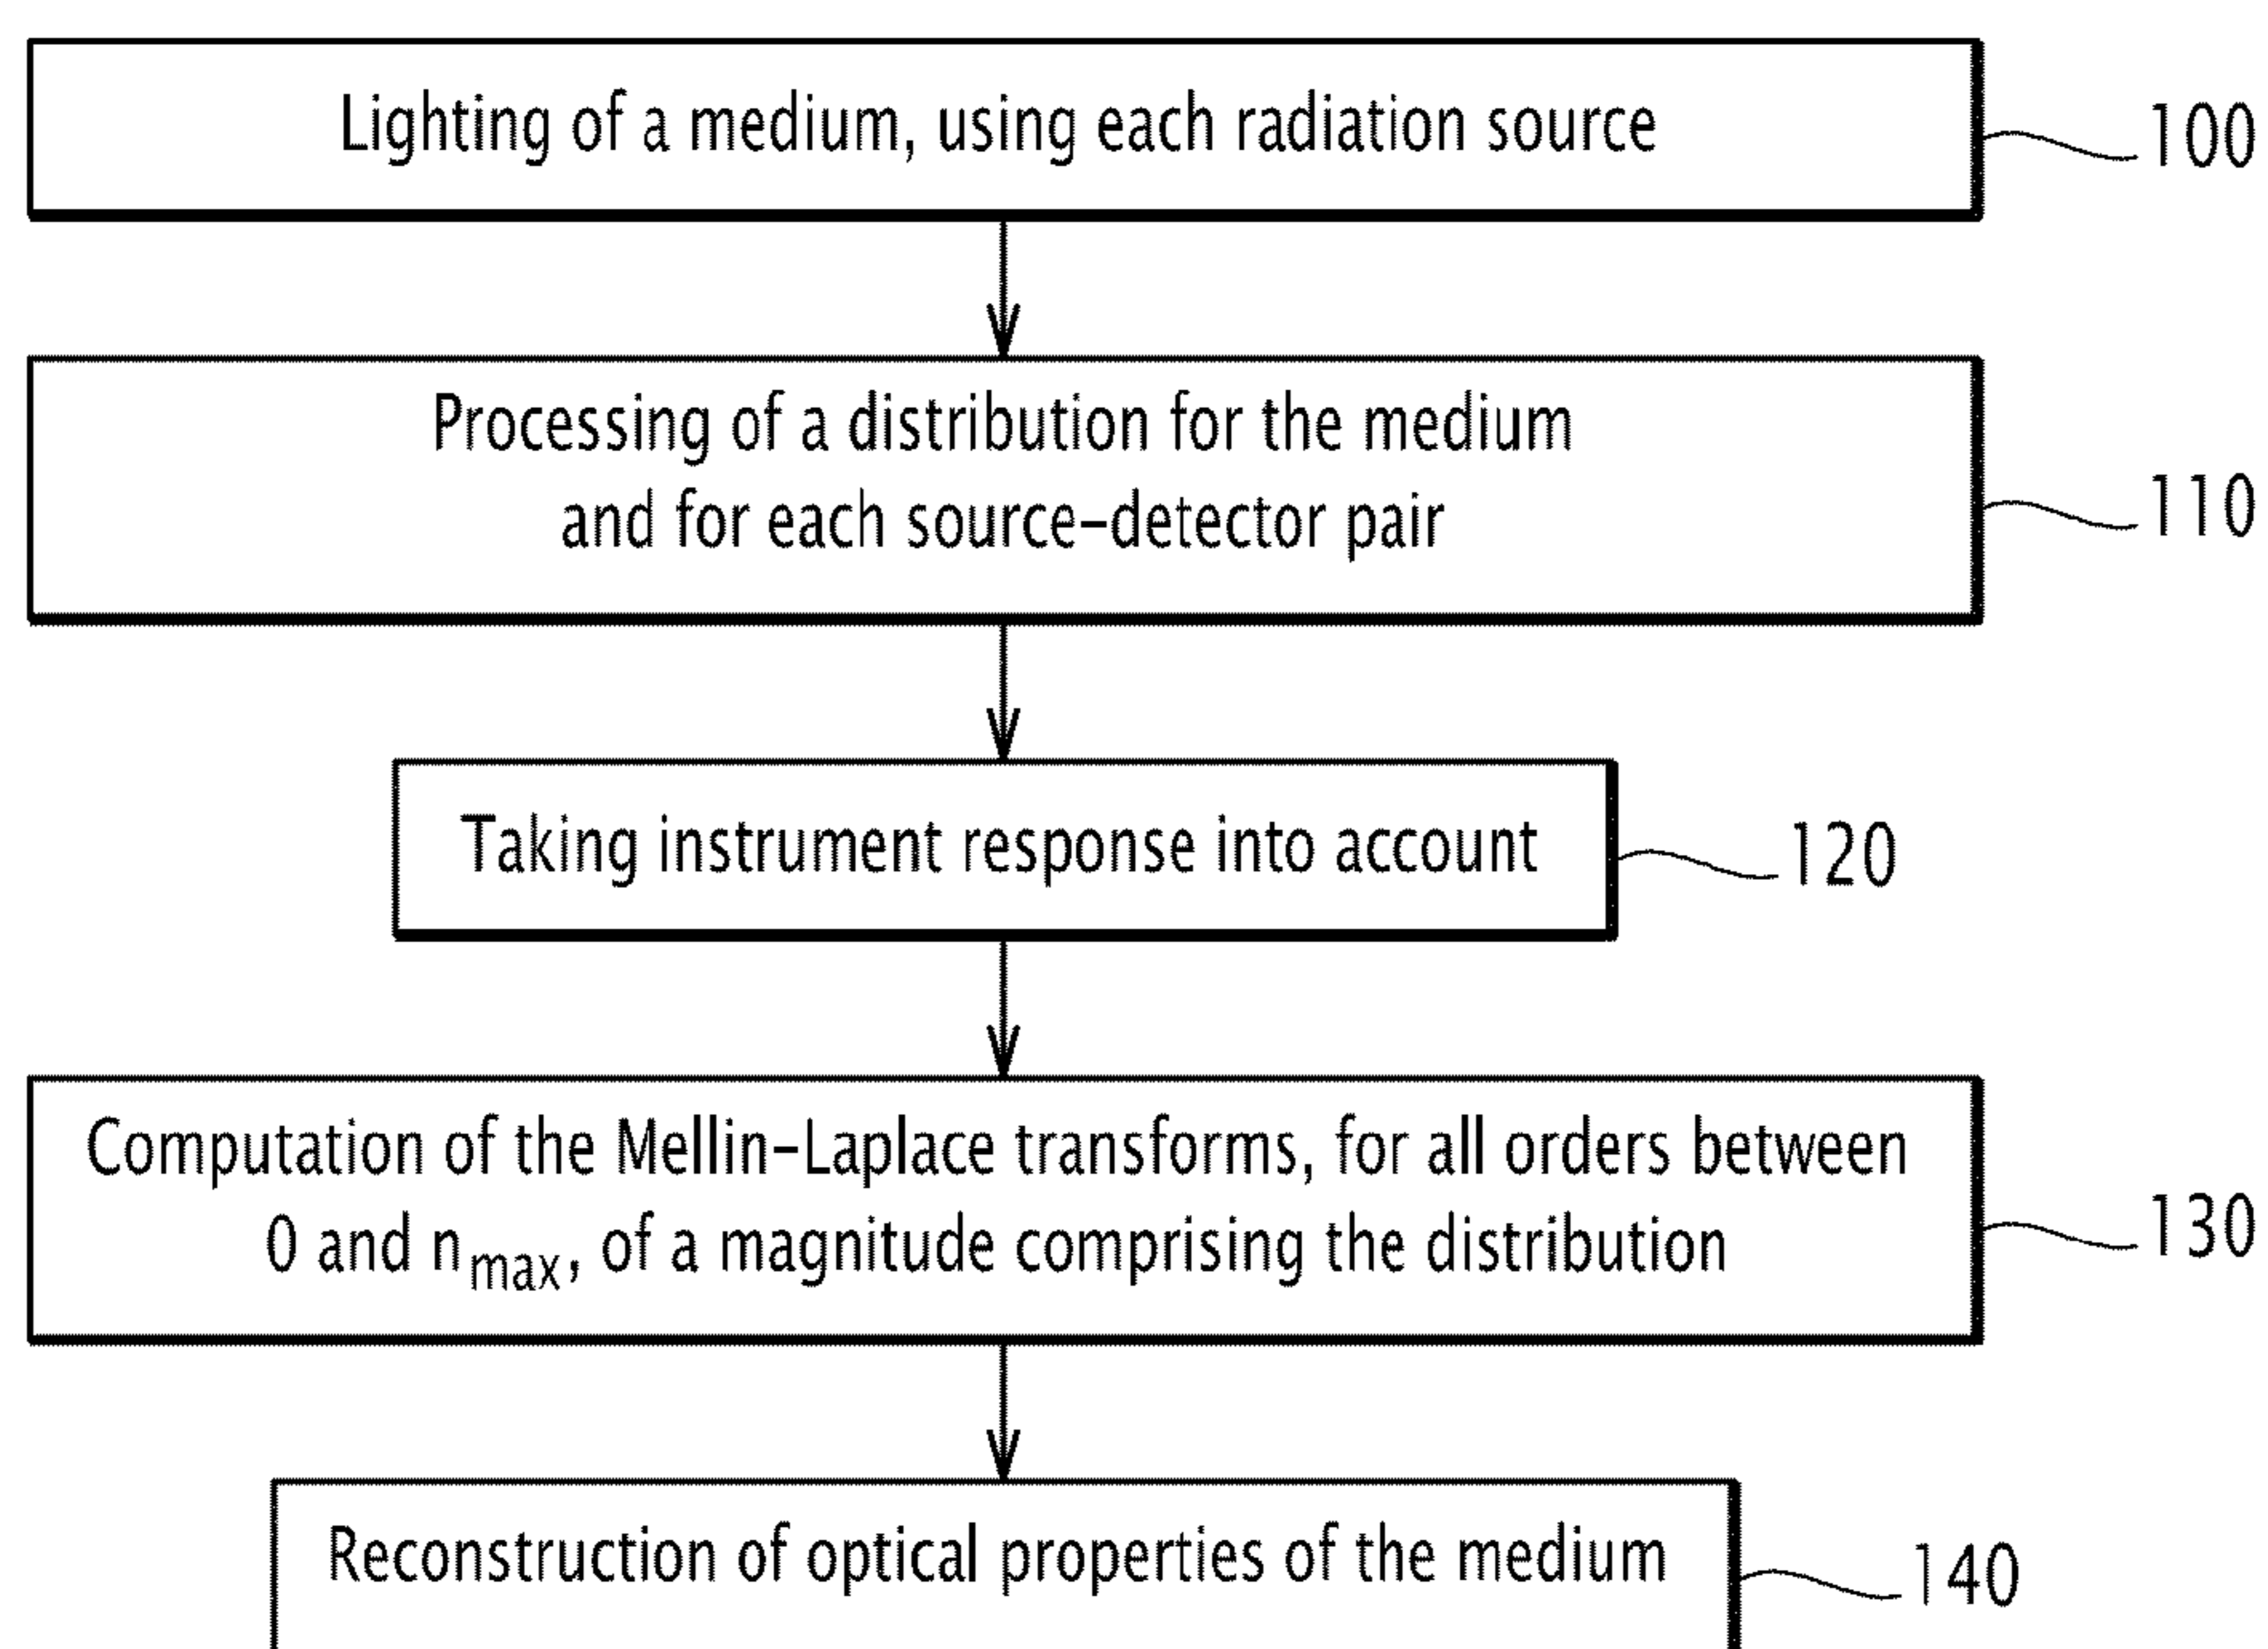 Lighting of a medium, using each radiation source
100
Processing of a distribution for the medium
and for each source-detector pair
110
Taking instrument response into account
120
Computation of the Mellin-Laplace transforms, for all orders between
0 and nmax, of a magnitude comprising the distribution
130
Reconstruction of optical properties of the medium
140